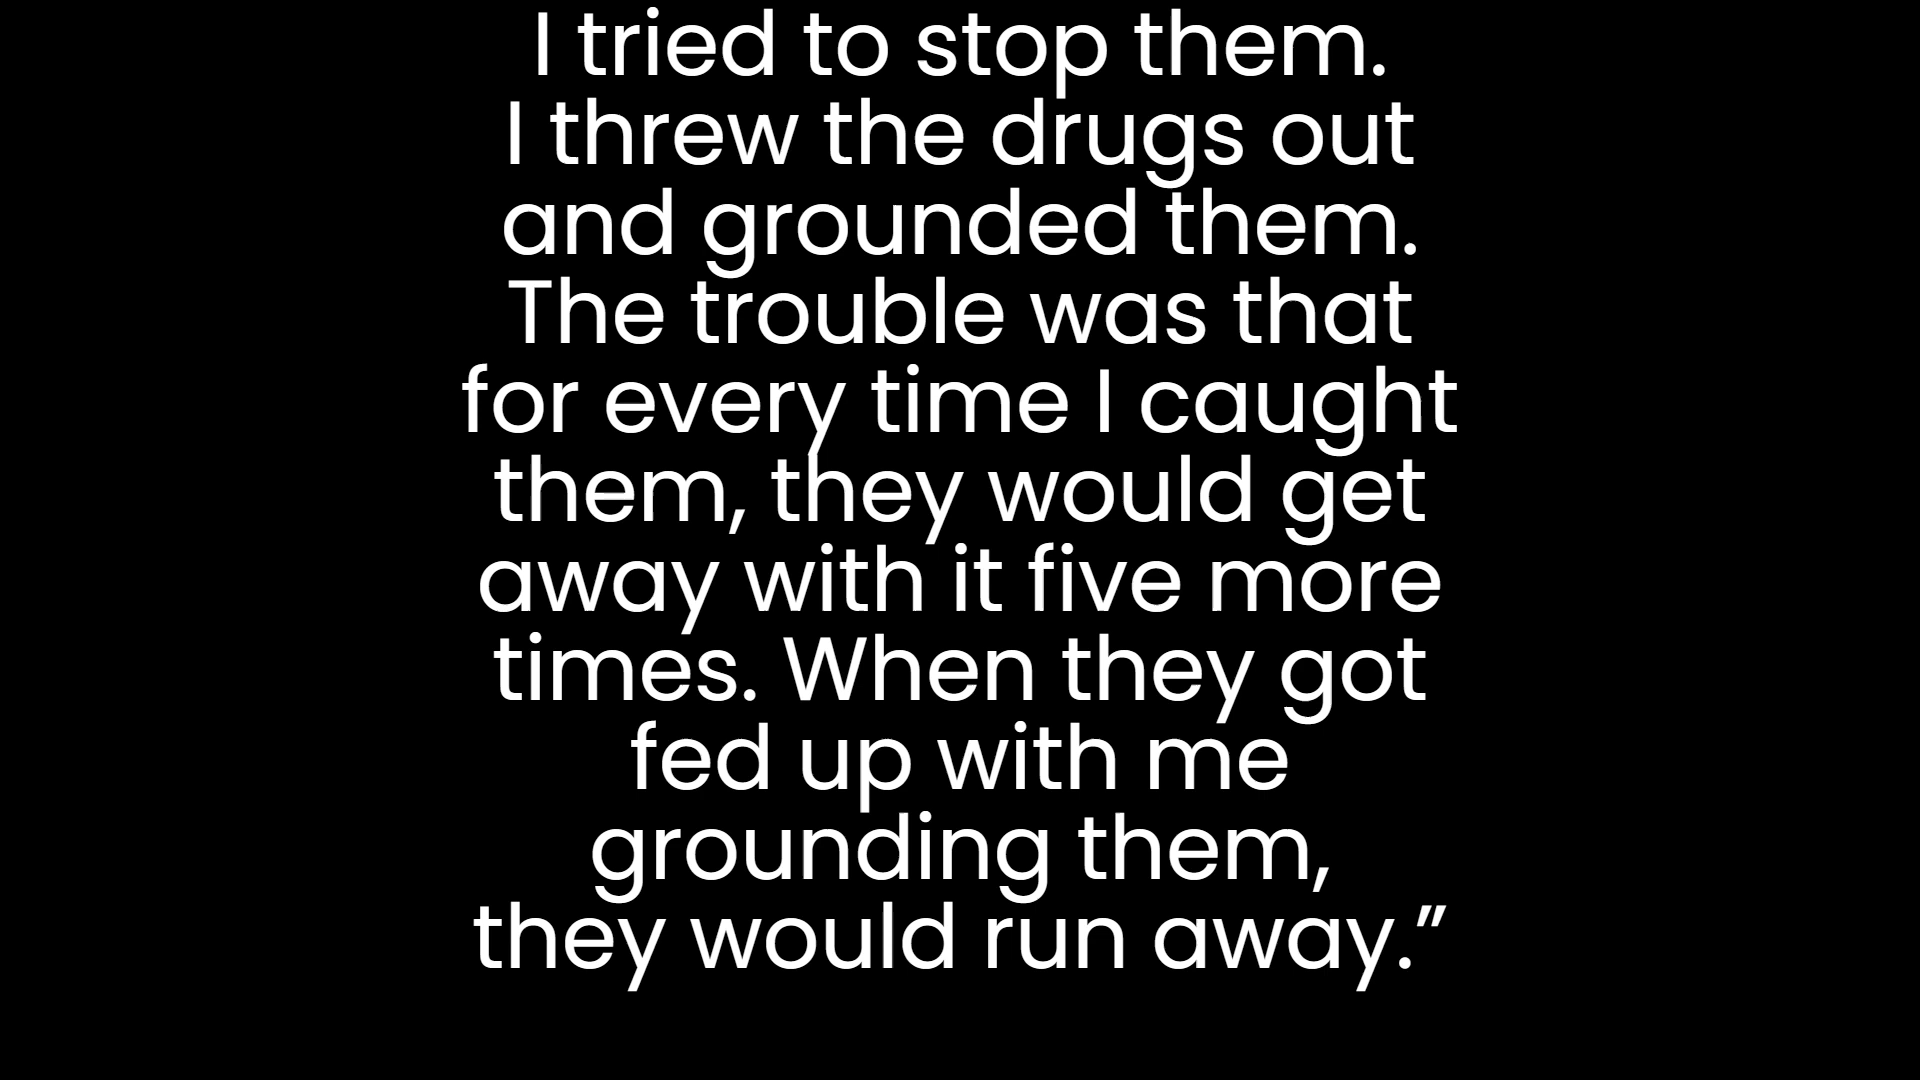 I tried to stop them.
I threw the drugs out
and grounded them.
The trouble was that
for every time I caught
them, they would get
away with it five more
times. When they got
fed up with me
grounding them,
they would run away.”